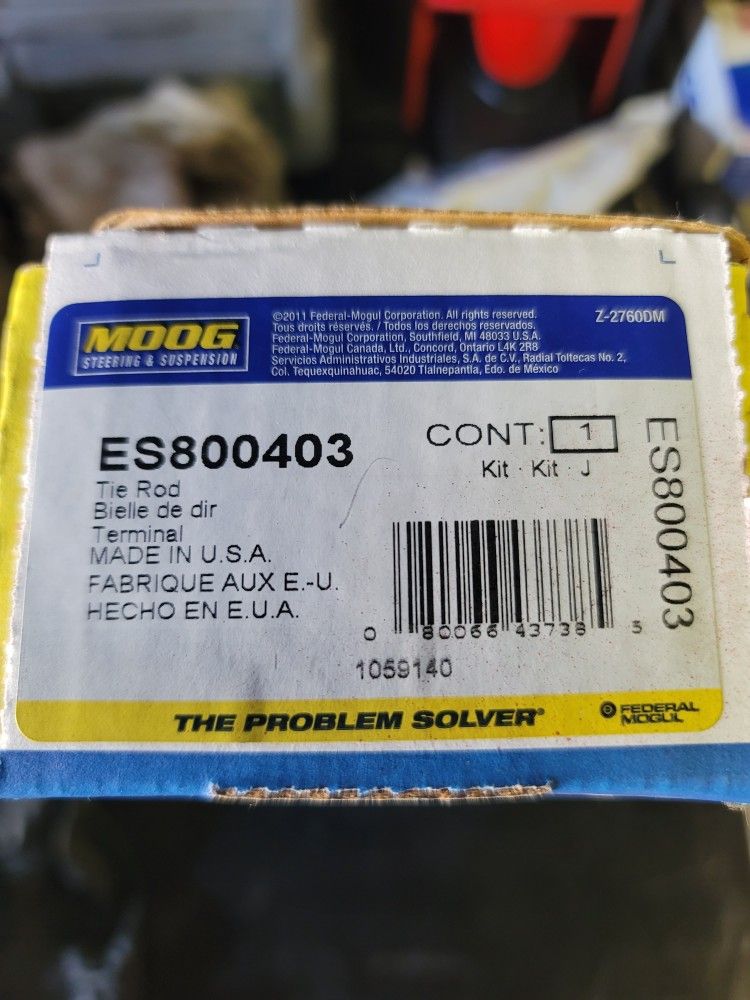 MOOG
STEERING & SUSPENSION
©2011 Federal-Mogul Corporation. All rights reserved.
Tous droits réservés. / Todos los derechos reservados.
Federal-Mogul Corporation, Southfield, MI 48033 U.S.A.
Federal-Mogul Canada, Ltd., Concord, Ontario L4K 2R8
Servicios Administrativos Industriales, S.A. de C.V., Radial Toltecas No. 2,
Col. Tequexquinahuac, 54020 Tlalnepantla, Edo. de México
Z-2760DM
ES800403
Tie Rod
Bielle de dir
Terminal
MADE IN U.S.A.
FABRIQUE AUX E.-U.
HECHO EN E.U.A.
CONT: 1
Kit · Kit · J
ES800403
0 80066 43738 5
1059140
THE PROBLEM SOLVER®
FEDERAL
MOGUL